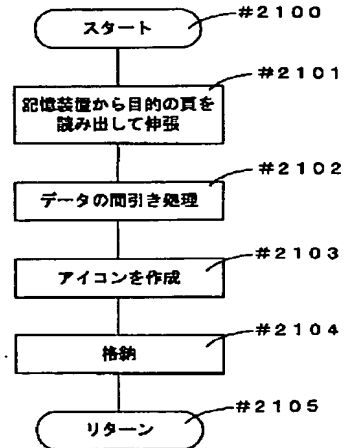 スタート
#2100
#2101
記憶装置から目的の頁を
読み出して伸張
#2102
データの間引き処理
#2103
アイコンを作成
#2104
格納
#2105
リターン